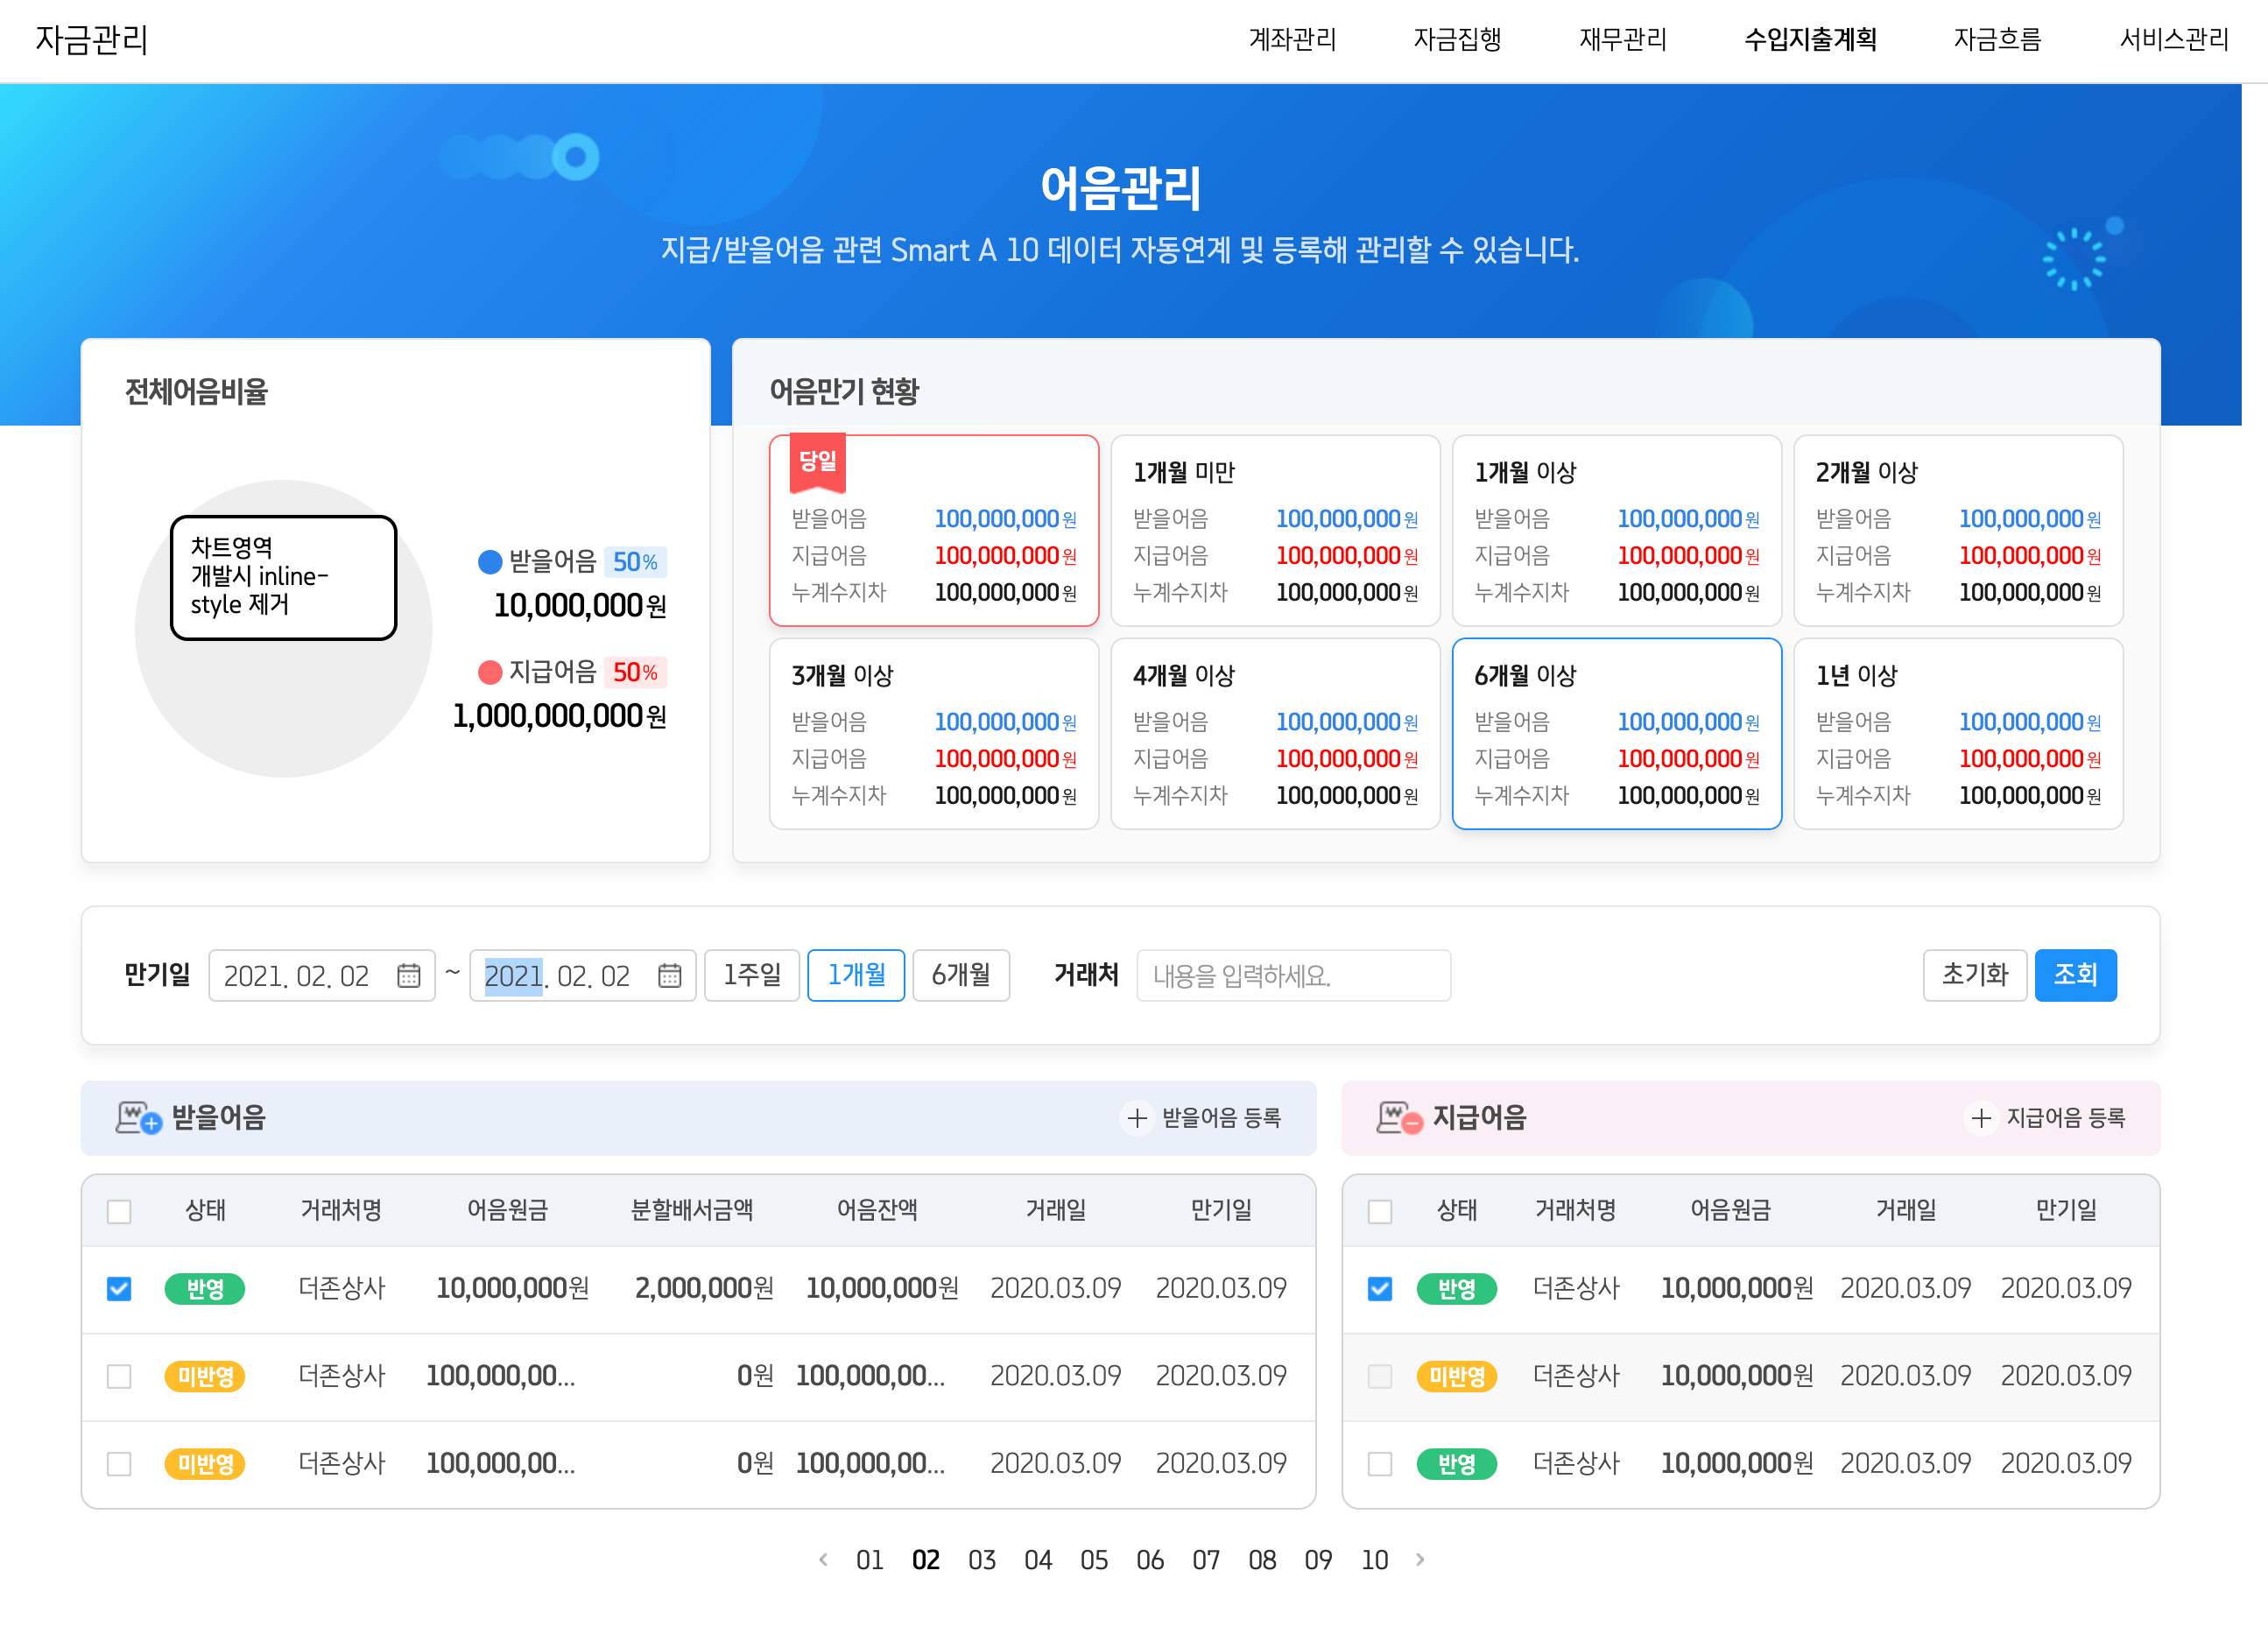 자금관리
계좌관리 자금집행 재무관리 수입지출계획 자금흐름 서비스관리
어음관리
지급/받을어음 관련 Smart A 10 데이터 자동연계 및 등록해 관리할 수 있습니다.
전체어음비율
차트영역
개발시 inline-
style 제거
받을어음 50%
10,000,000원
지급어음 50%
1,000,000,000원
어음만기 현황
당일
받을어음 100,000,000원
지급어음 100,000,000원
누계수지차 100,000,000원
1개월 미만
받을어음 100,000,000원
지급어음 100,000,000원
누계수지차 100,000,000원
1개월 이상
받을어음 100,000,000원
지급어음 100,000,000원
누계수지차 100,000,000원
2개월 이상
받을어음 100,000,000원
지급어음 100,000,000원
누계수지차 100,000,000원
3개월 이상
받을어음 100,000,000원
지급어음 100,000,000원
누계수지차 100,000,000원
4개월 이상
받을어음 100,000,000원
지급어음 100,000,000원
누계수지차 100,000,000원
6개월 이상
받을어음 100,000,000원
지급어음 100,000,000원
누계수지차 100,000,000원
1년 이상
받을어음 100,000,000원
지급어음 100,000,000원
누계수지차 100,000,000원
만기일 2021. 02. 02 ~ 2021. 02. 02 1주일 1개월 6개월 거래처 내용을 입력하세요. 초기화 조회
받을어음 받을어음 등록
상태 거래처명 어음원금 분할배서금액 어음잔액 거래일 만기일
반영 더존상사 10,000,000원 2,000,000원 10,000,000원 2020.03.09 2020.03.09
미반영 더존상사 100,000,00... 0원 100,000,00... 2020.03.09 2020.03.09
미반영 더존상사 100,000,00... 0원 100,000,00... 2020.03.09 2020.03.09
지급어음 지급어음 등록
상태 거래처명 어음원금 거래일 만기일
반영 더존상사 10,000,000원 2020.03.09 2020.03.09
미반영 더존상사 10,000,000원 2020.03.09 2020.03.09
반영 더존상사 10,000,000원 2020.03.09 2020.03.09
01 02 03 04 05 06 07 08 09 10